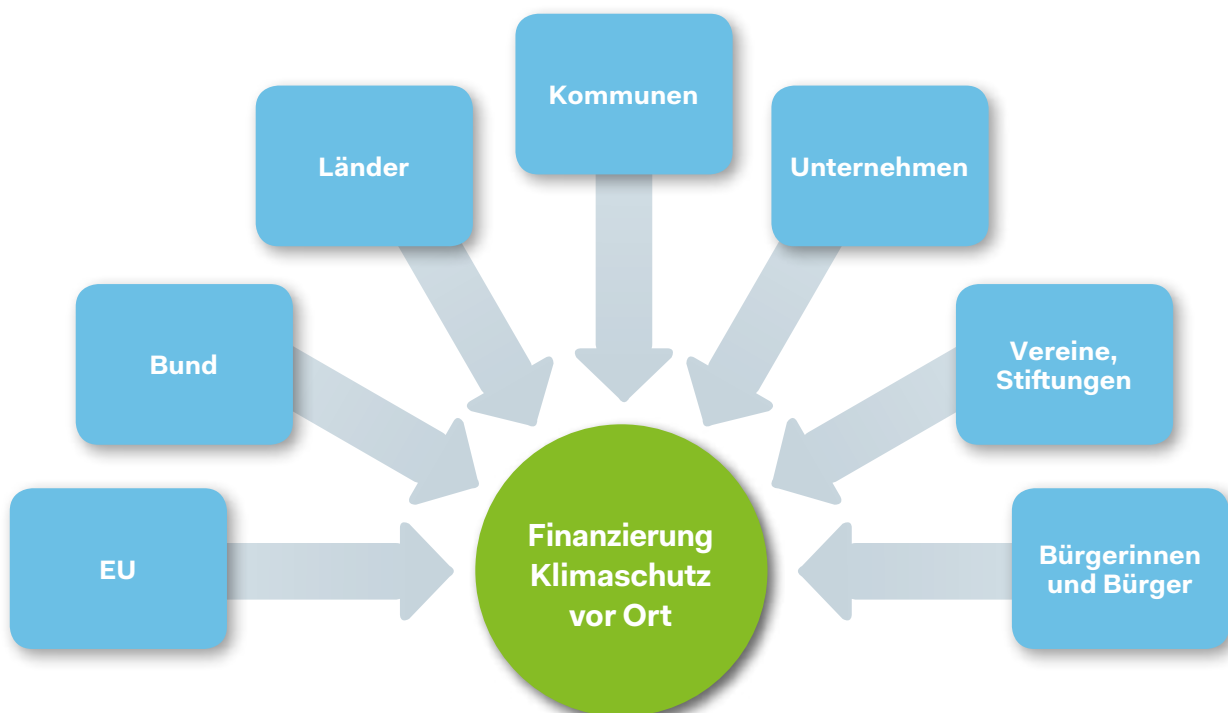 Kommunen
Länder
Unternehmen
Bund
Vereine,
Stiftungen
EU
Finanzierung
Klimaschutz
vor Ort
Bürgerinnen
und Bürger